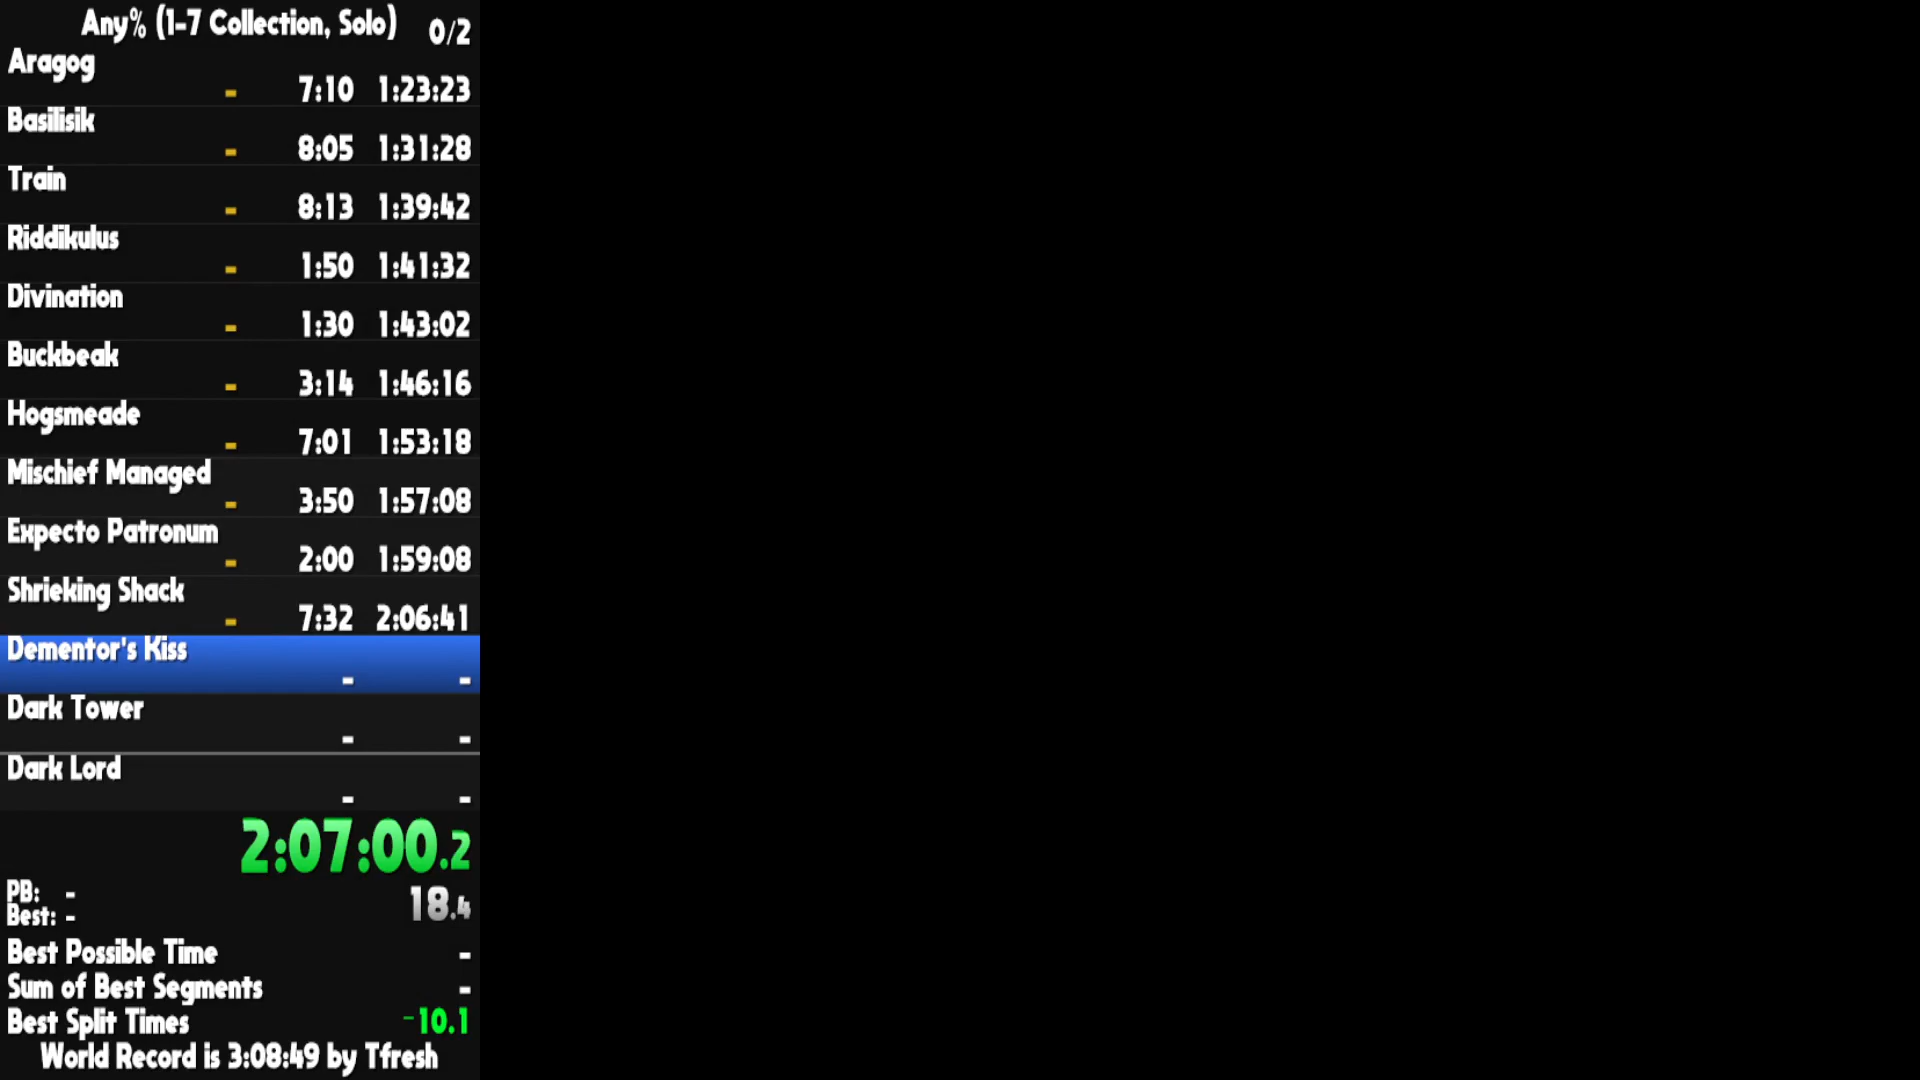 Any% (1-7 Collection, Solo) 0/2
Aragog
- 7:10 1:23:23
Basilisik
- 8:05 1:31:28
Train
- 8:13 1:39:42
Riddikulus
- 1:50 1:41:32
Divination
- 1:30 1:43:02
Buckbeak
- 3:14 1:46:16
Hogsmeade
- 7:01 1:53:18
Mischief Managed
- 3:50 1:57:08
Expecto Patronum
- 2:00 1:59:08
Shrieking Shack
- 7:32 2:06:41
Dementor's Kiss
- -
Dark Tower
- -
Dark Lord
- -
2:07:00.2
PB: - 18.4
Best: -
Best Possible Time -
Sum of Best Segments -
Best Split Times -10.1
World Record is 3:08:49 by Tfresh